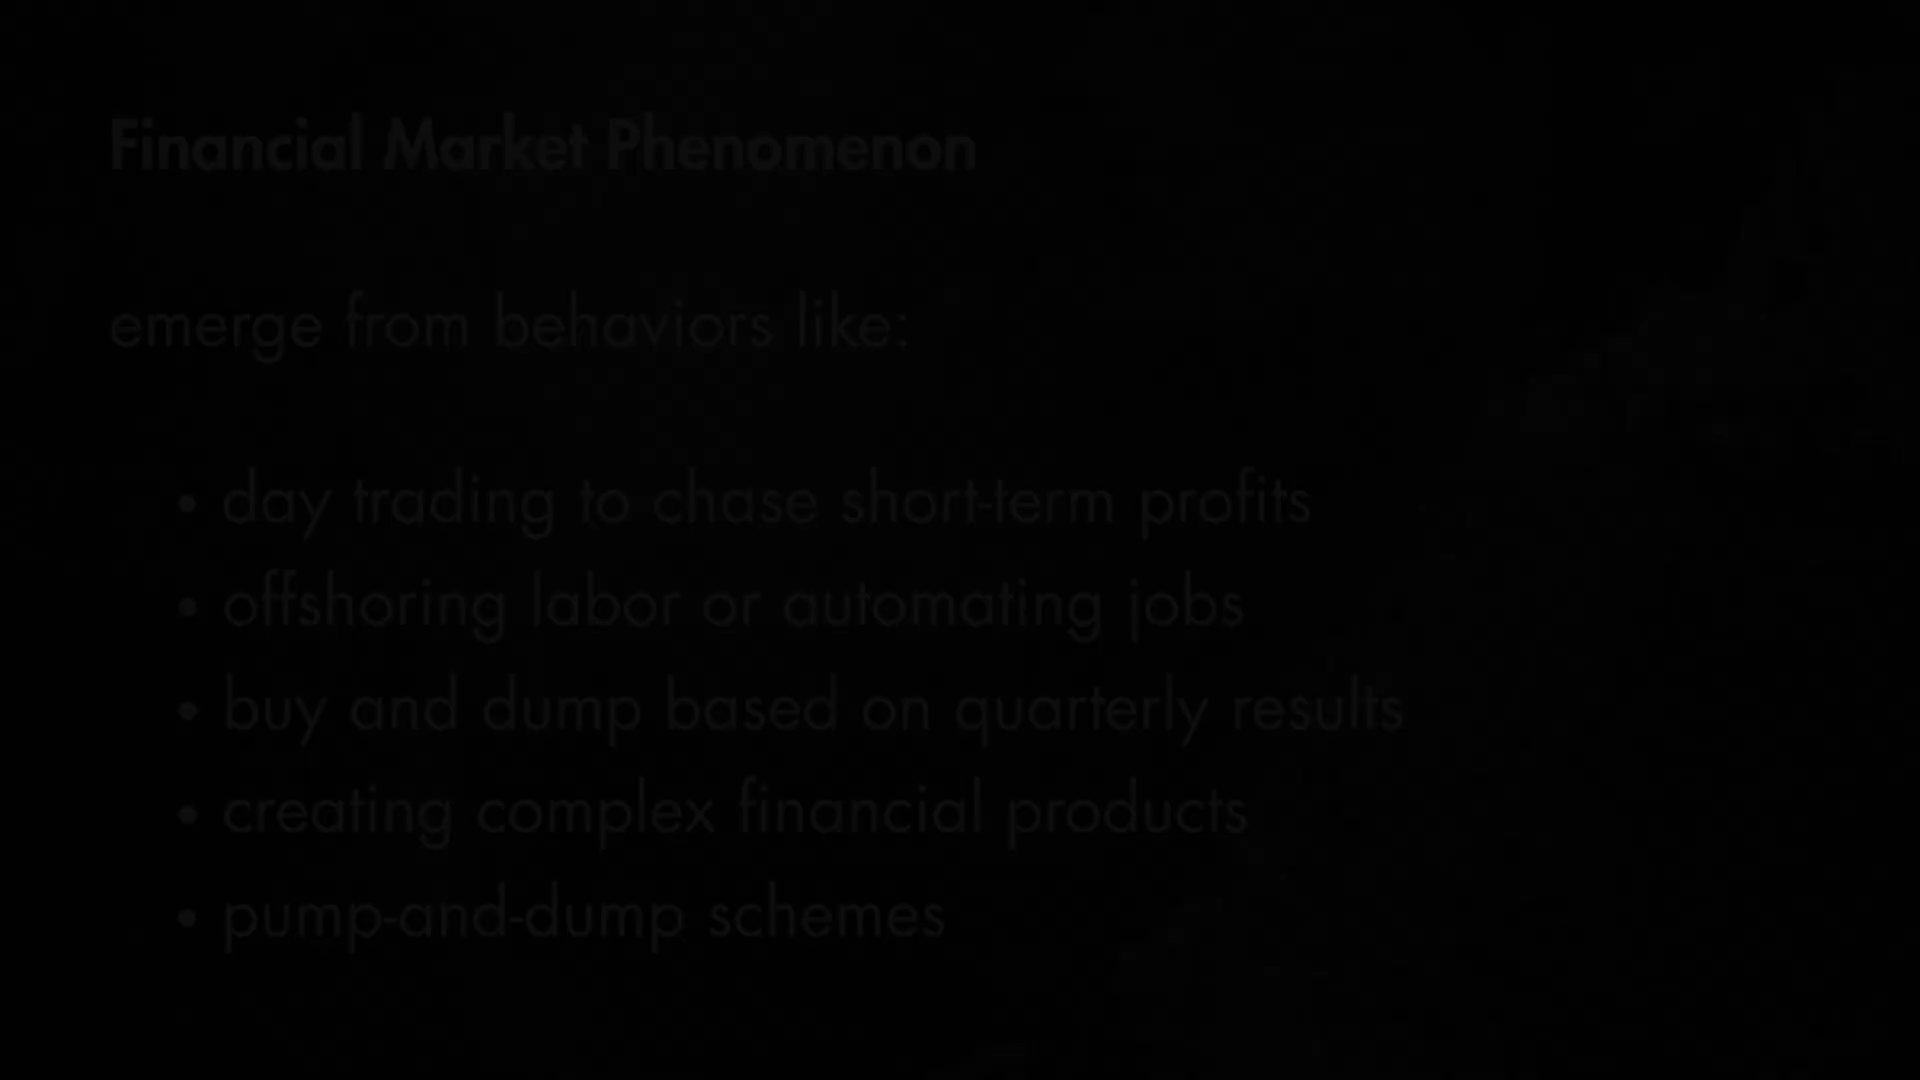 Financial Market Phenomenon
emerge from behaviors like:
• day trading to chase short-term profits
• offshoring labor or automating jobs
• buy and dump based on quarterly results
• creating complex financial products
• pump-and-dump schemes